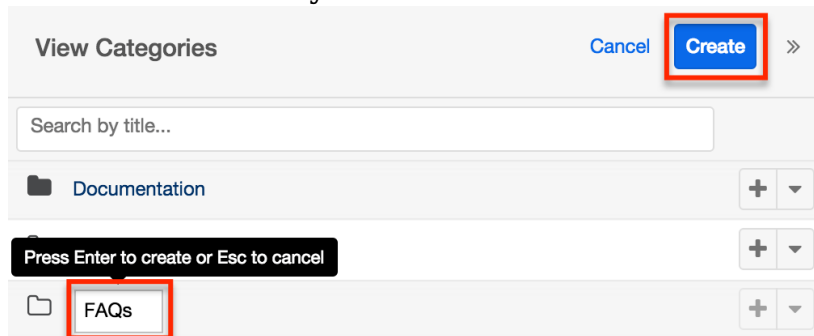 View Categories Cancel Create »
Search by title...
Documentation
Press Enter to create or Esc to cancel
FAQs